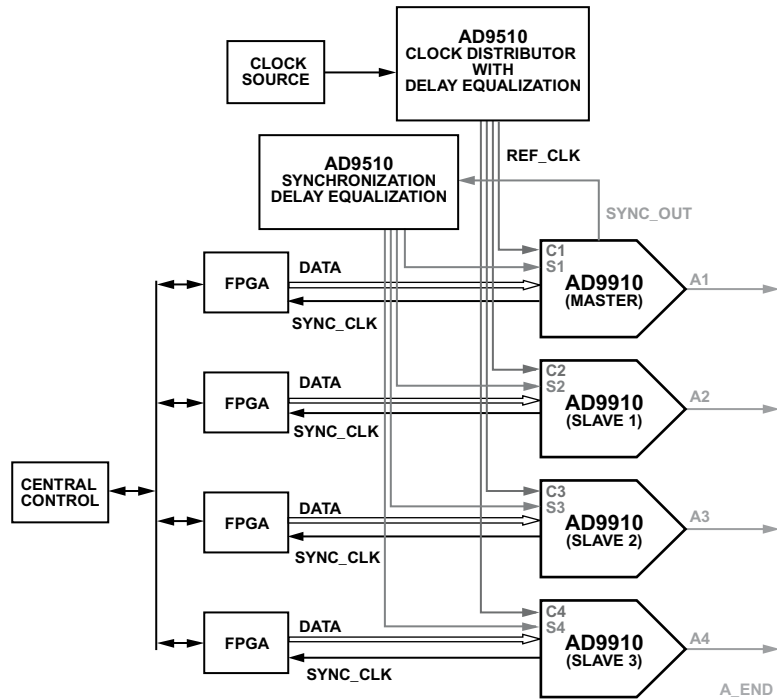 AD9510
CLOCK DISTRIBUTOR
WITH
DELAY EQUALIZATION
CLOCK
SOURCE
REF_CLK
AD9510
SYNCHRONIZATION
DELAY EQUALIZATION
SYNC_OUT
FPGA
DATA
SYNC_CLK
C1
S1
AD9910
(MASTER)
A1
FPGA
DATA
SYNC_CLK
C2
S2
AD9910
(SLAVE 1)
A2
CENTRAL
CONTROL
FPGA
DATA
SYNC_CLK
C3
S3
AD9910
(SLAVE 2)
A3
FPGA
DATA
SYNC_CLK
C4
S4
AD9910
(SLAVE 3)
A4
A_END